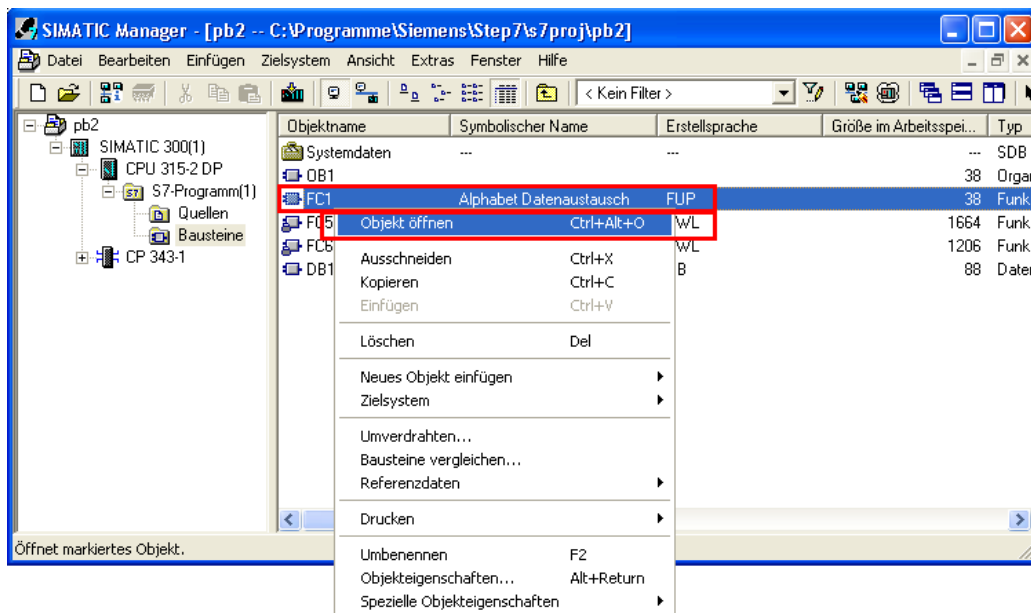 SIMATIC Manager - [pb2 -- C:\Programme\Siemens\Step7\s7proj\pb2]
Datei Bearbeiten Einfügen Zielsystem Ansicht Extras Fenster Hilfe
< Kein Filter >
pb2
SIMATIC 300(1)
CPU 315-2 DP
S7-Programm(1)
Quellen
Bausteine
CP 343-1
Objektname Symbolischer Name Erstellsprache Größe im Arbeitsspei... Typ
Systemdaten --- --- --- SDB
OB1 38
FC1 Alphabet Datenaustausch FUP 38 Funk
FC5 WL 1664 Funk
FC6 WL 1206 Funk
DB1 B 88
Objekt öffnen Ctrl+Alt+O
Ausschneiden Ctrl+X
Kopieren Ctrl+C
Einfügen Ctrl+V
Löschen Del
Neues Objekt einfügen
Zielsystem
Umverdrahten...
Bausteine vergleichen...
Referenzdaten
Drucken
Umbenennen F2
Objekteigenschaften... Alt+Return
Spezielle Objekteigenschaften
Öffnet markiertes Objekt.